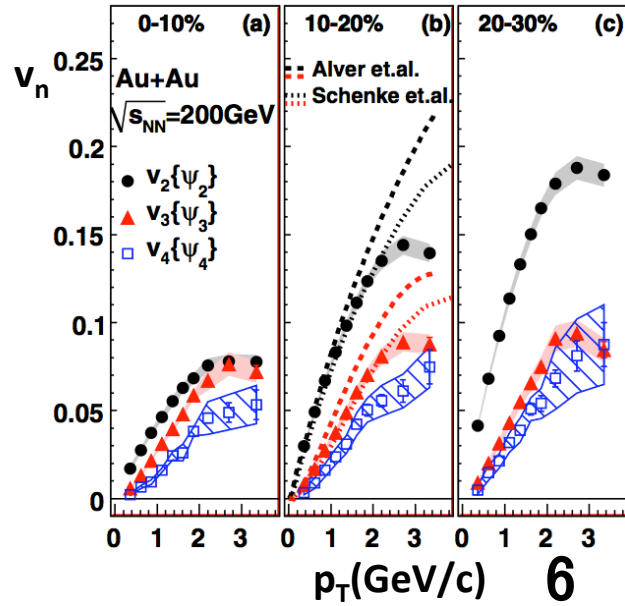 0-10% (a) 10-20% (b) 20-30% (c)
v_n
0.25
0.2
0.15
0.1
0.05
0
Au+Au
√s_NN=200GeV
v_2{ψ_2}
v_3{ψ_3}
v_4{ψ_4}
Alver et.al.
Schenke et.al.
0 1 2 3 0 1 2 3 0 1 2 3
p_T(GeV/c) 6